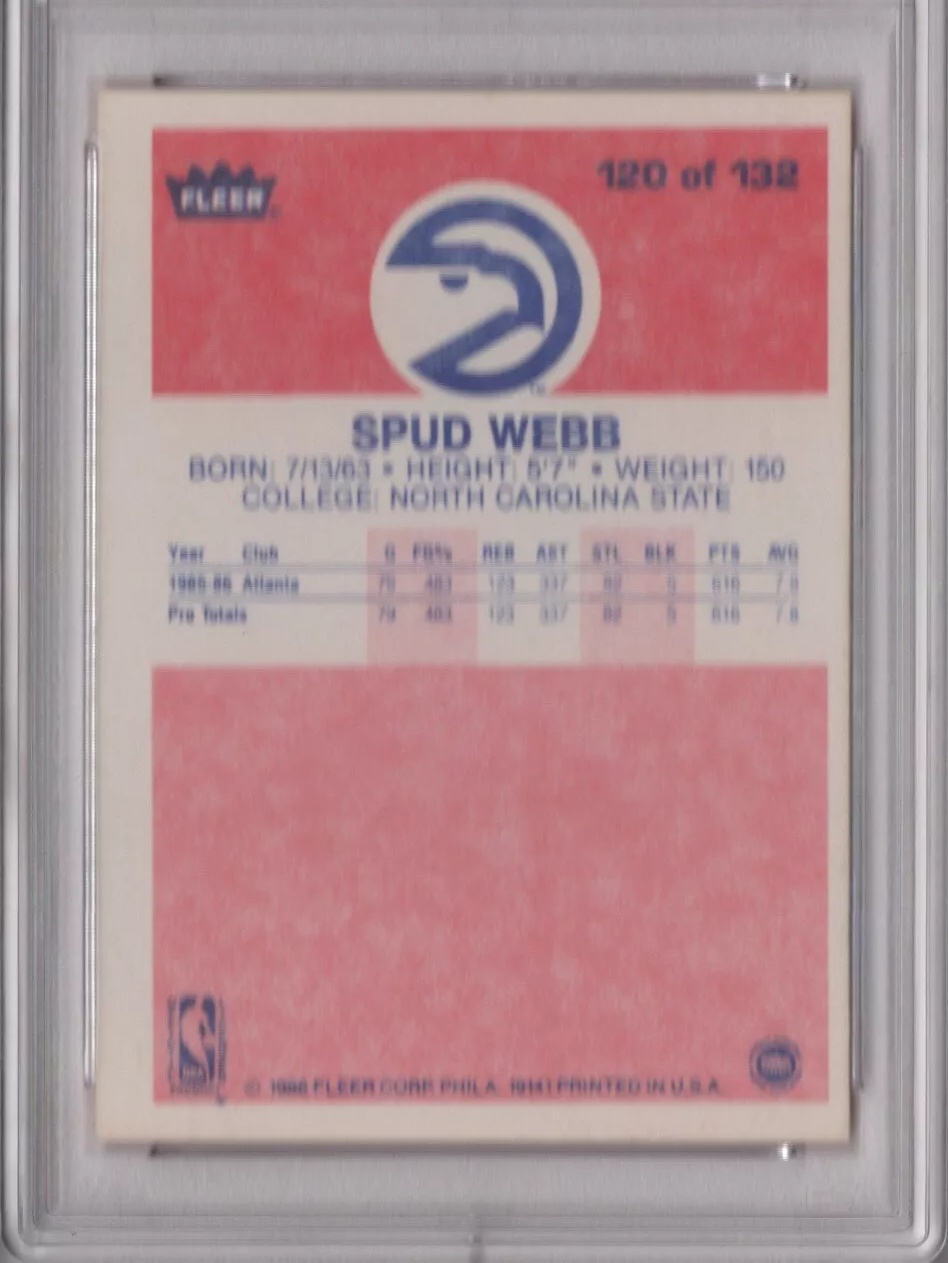 FLEER
120 of 132
SPUD WEBB
BORN: 7/13/63 • HEIGHT: 5'7" • WEIGHT: 150
COLLEGE: NORTH CAROLINA STATE
Year Club G FG% REB AST STL BLK PTS AVG
1985-86 Atlanta 79 .483 123 337 82 5 616 7.8
Pro Totals 79 .483 123 337 82 5 616 7.8
© 1986 FLEER CORP. PHILA. 19141 PRINTED IN U.S.A.